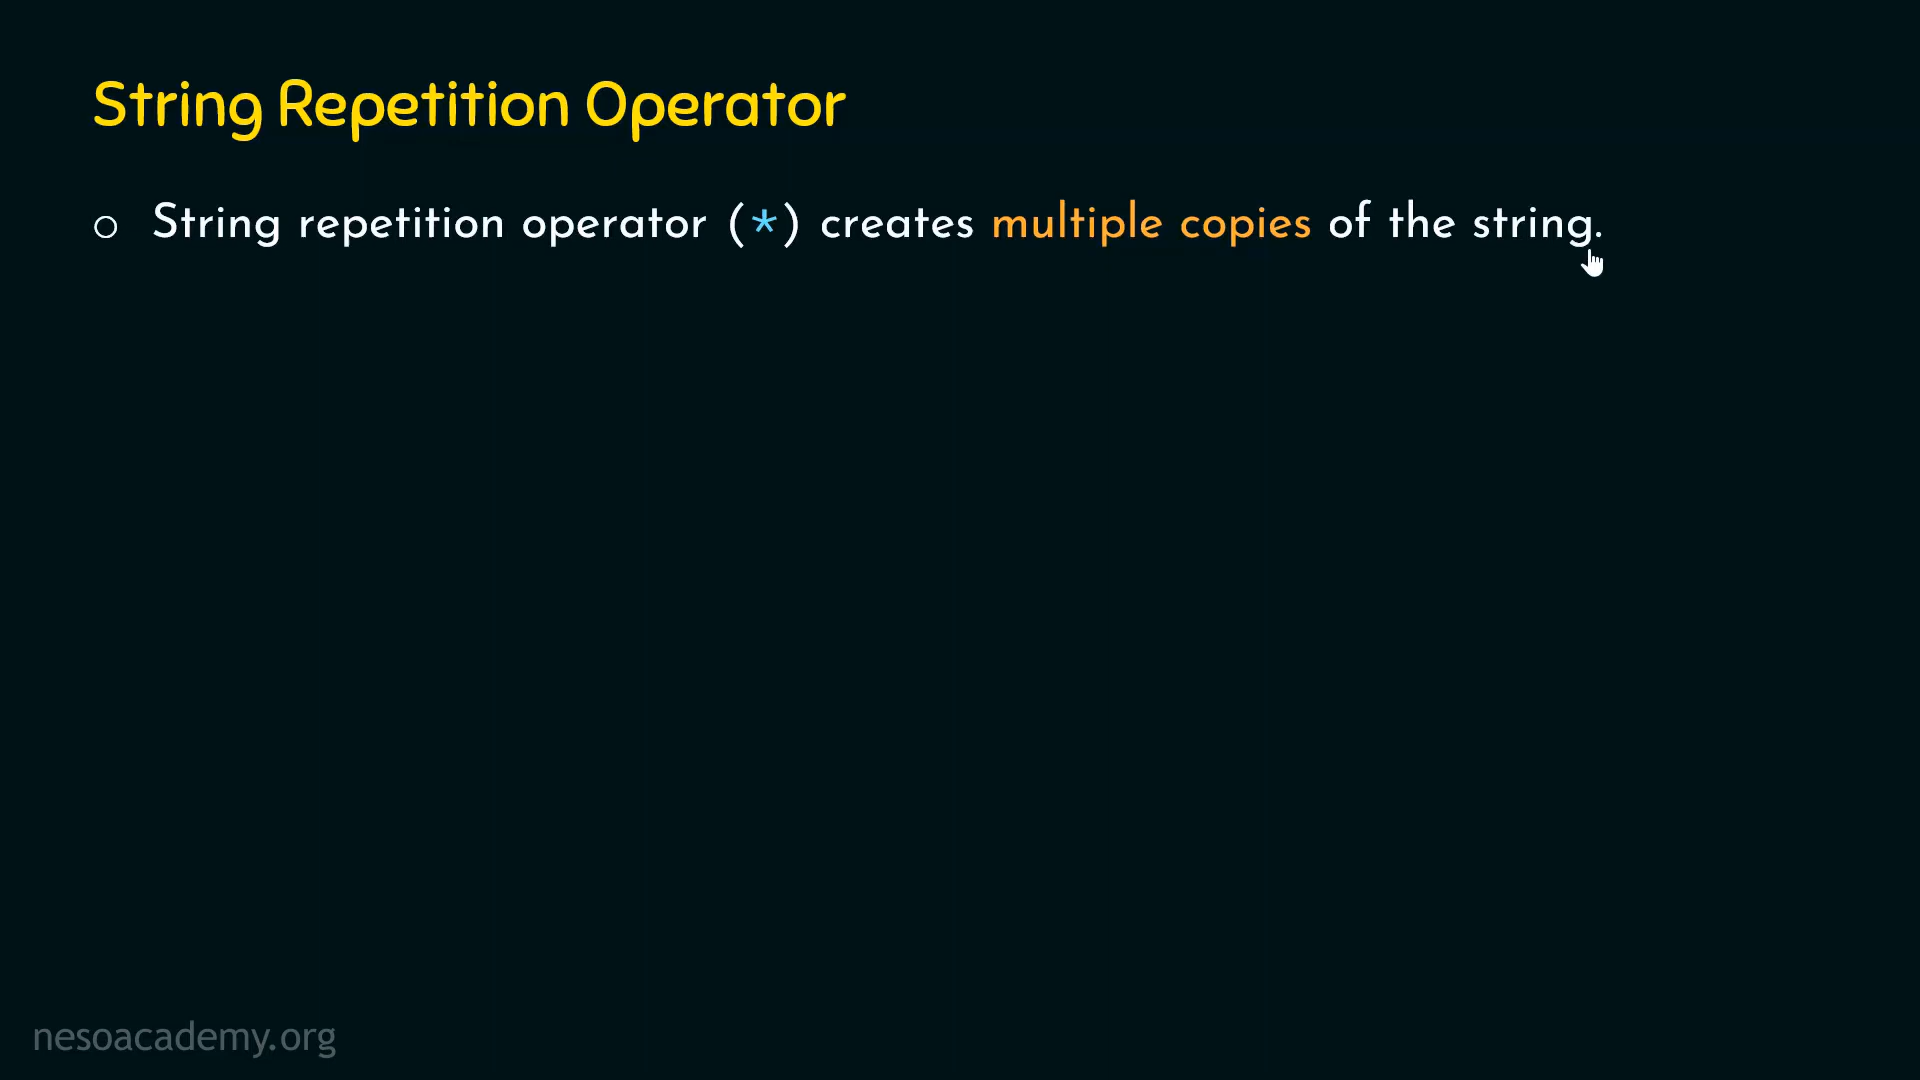 String Repetition Operator
○ String repetition operator (*) creates multiple copies of the string.
nesoacademy.org